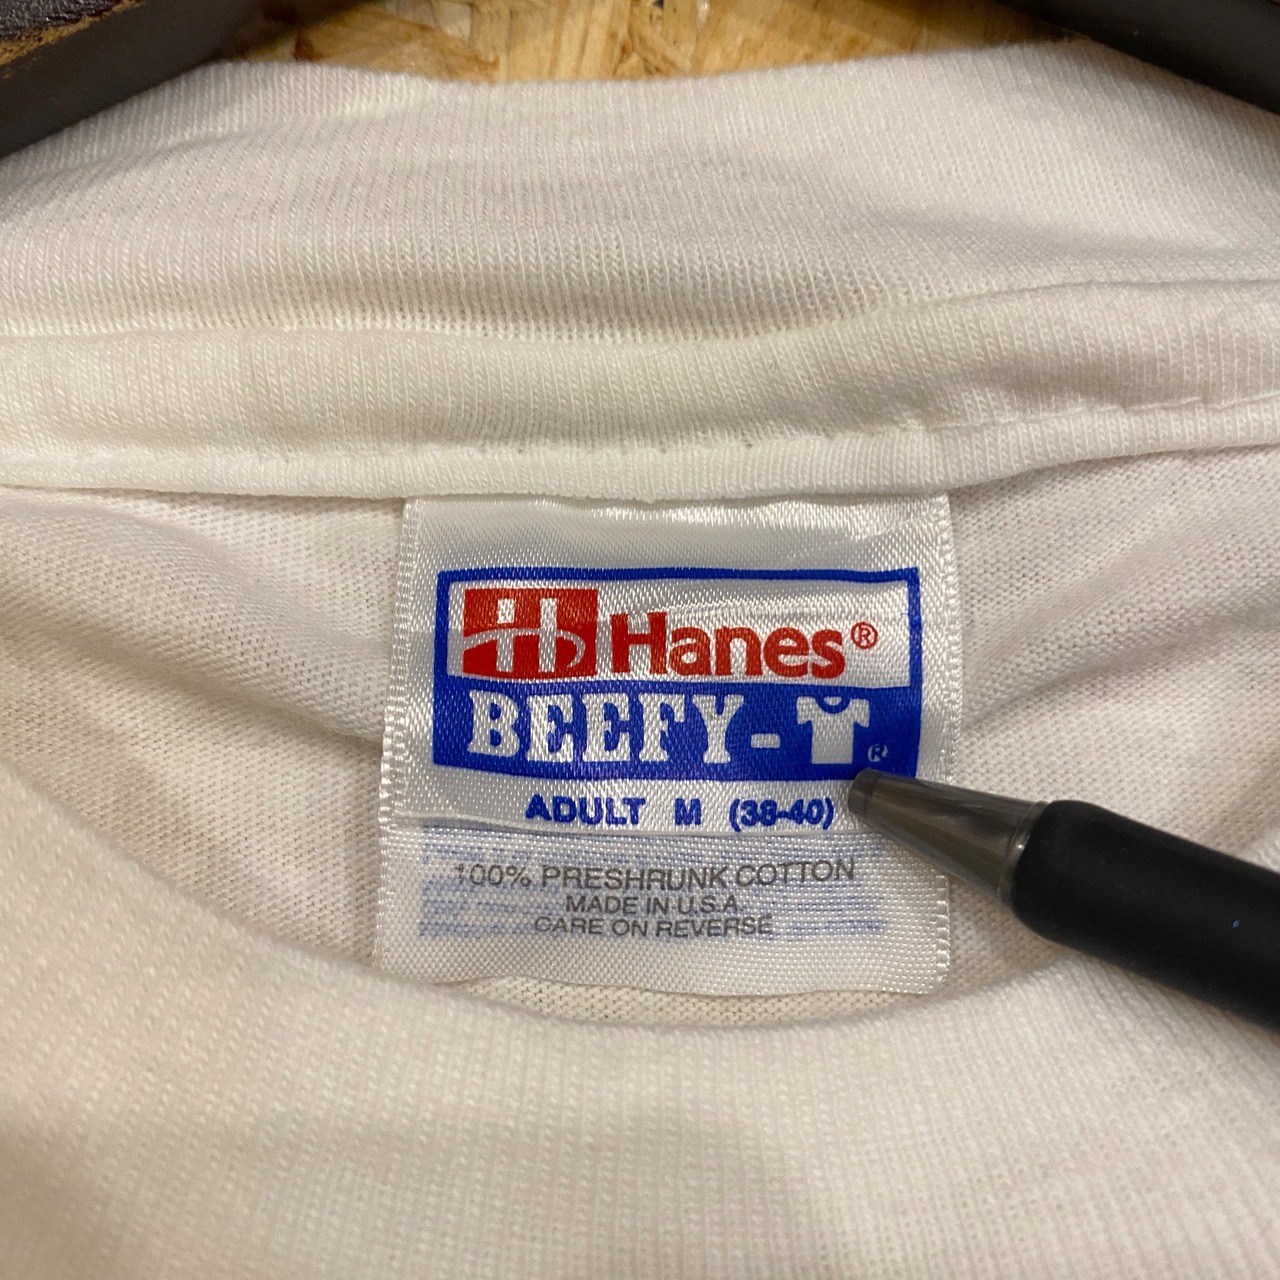 Hanes®
BEEFY-T®
ADULT M (38-40)
100% PRESHRUNK COTTON
MADE IN U.S.A.
CARE ON REVERSE